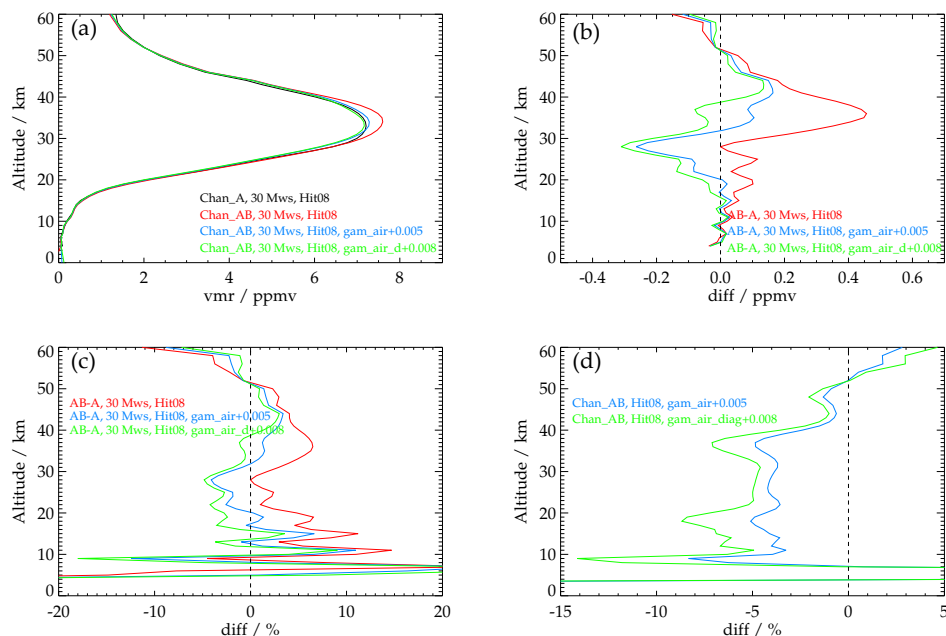 (a)
60
50
40
30
20
10
0
Altitude / km
Chan_A, 30 Mws, Hit08
Chan_AB, 30 Mws, Hit08
Chan_AB, 30 Mws, Hit08, gam_air+0.005
Chan_AB, 30 Mws, Hit08, gam_air_d+0.008
0 2 4 6 8
vmr / ppmv
(b)
60
50
40
30
20
10
0
Altitude / km
AB-A, 30 Mws, Hit08
AB-A, 30 Mws, Hit08, gam_air+0.005
AB-A, 30 Mws, Hit08, gam_air_d+0.008
-0.4 -0.2 0.0 0.2 0.4 0.6
diff / ppmv
(c)
60
50
40
30
20
10
0
Altitude / km
AB-A, 30 Mws, Hit08
AB-A, 30 Mws, Hit08, gam_air+0.005
AB-A, 30 Mws, Hit08, gam_air_d+0.008
-20 -10 0 10 20
diff / %
(d)
60
50
40
30
20
10
0
Altitude / km
Chan_AB, Hit08, gam_air+0.005
Chan_AB, Hit08, gam_air_diag+0.008
-15 -10 -5 0 5
diff / %